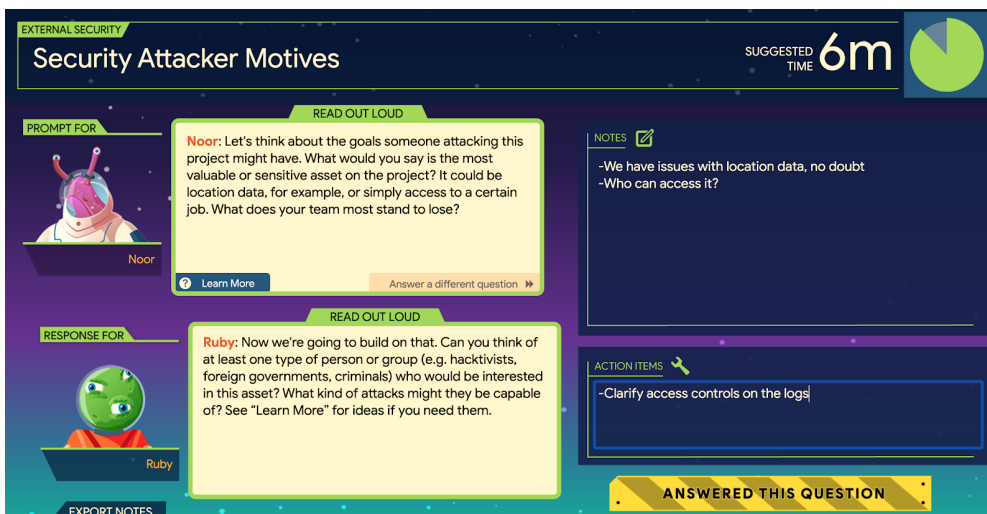 EXTERNAL SECURITY
Security Attacker Motives
SUGGESTED
TIME
6m
PROMPT FOR
Noor
READ OUT LOUD
Noor: Let's think about the goals someone attacking this
project might have. What would you say is the most
valuable or sensitive asset on the project? It could be
location data, for example, or simply access to a certain
job. What does your team most stand to lose?
? Learn More
Answer a different question
NOTES
-We have issues with location data, no doubt
-Who can access it?
RESPONSE FOR
Ruby
READ OUT LOUD
Ruby: Now we're going to build on that. Can you think of
at least one type of person or group (e.g. hacktivists,
foreign governments, criminals) who would be interested
in this asset? What kind of attacks might they be capable
of? See “Learn More” for ideas if you need them.
ACTION ITEMS
-Clarify access controls on the logs
ANSWERED THIS QUESTION
EXPORT NOTES